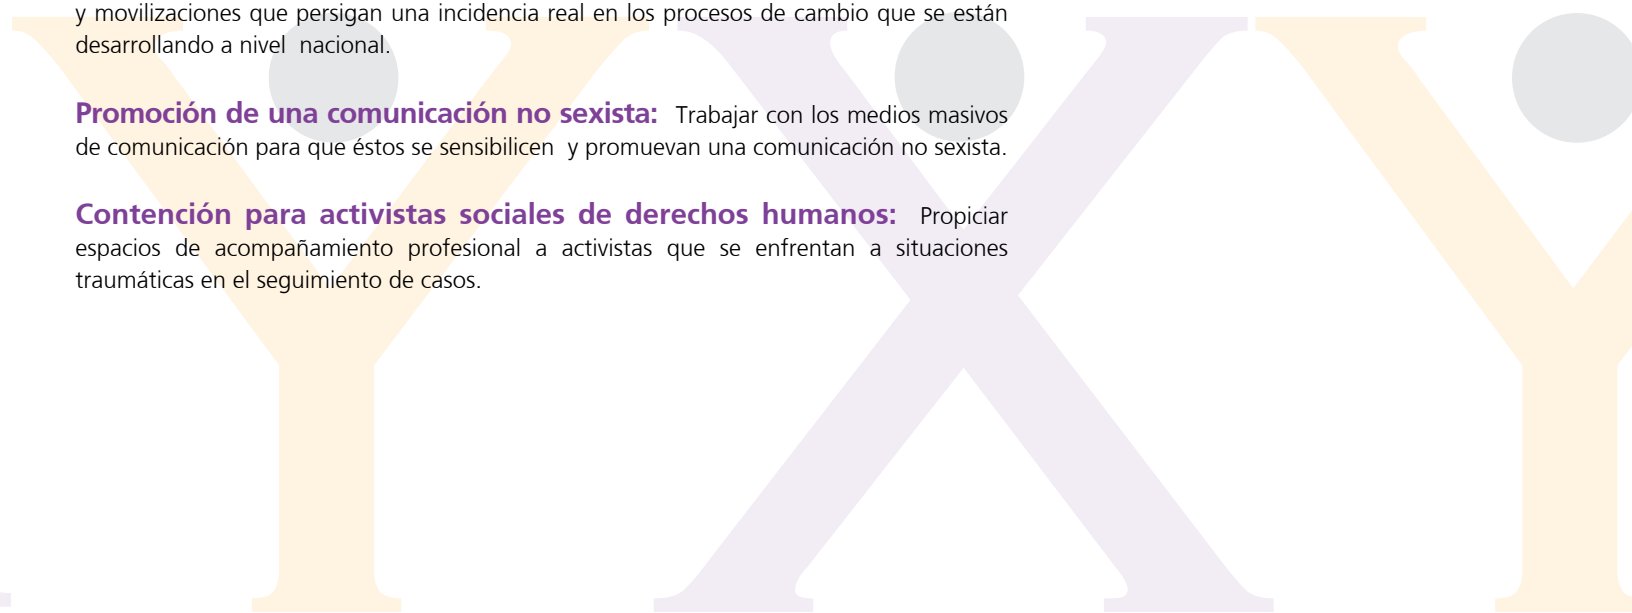 y movilizaciones que persigan una incidencia real en los procesos de cambio que se están
desarrollando a nivel nacional.
Promoción de una comunicación no sexista: Trabajar con los medios masivos
de comunicación para que éstos se sensibilicen y promuevan una comunicación no sexista.
Contención para activistas sociales de derechos humanos: Propiciar
espacios de acompañamiento profesional a activistas que se enfrentan a situaciones
traumáticas en el seguimiento de casos.